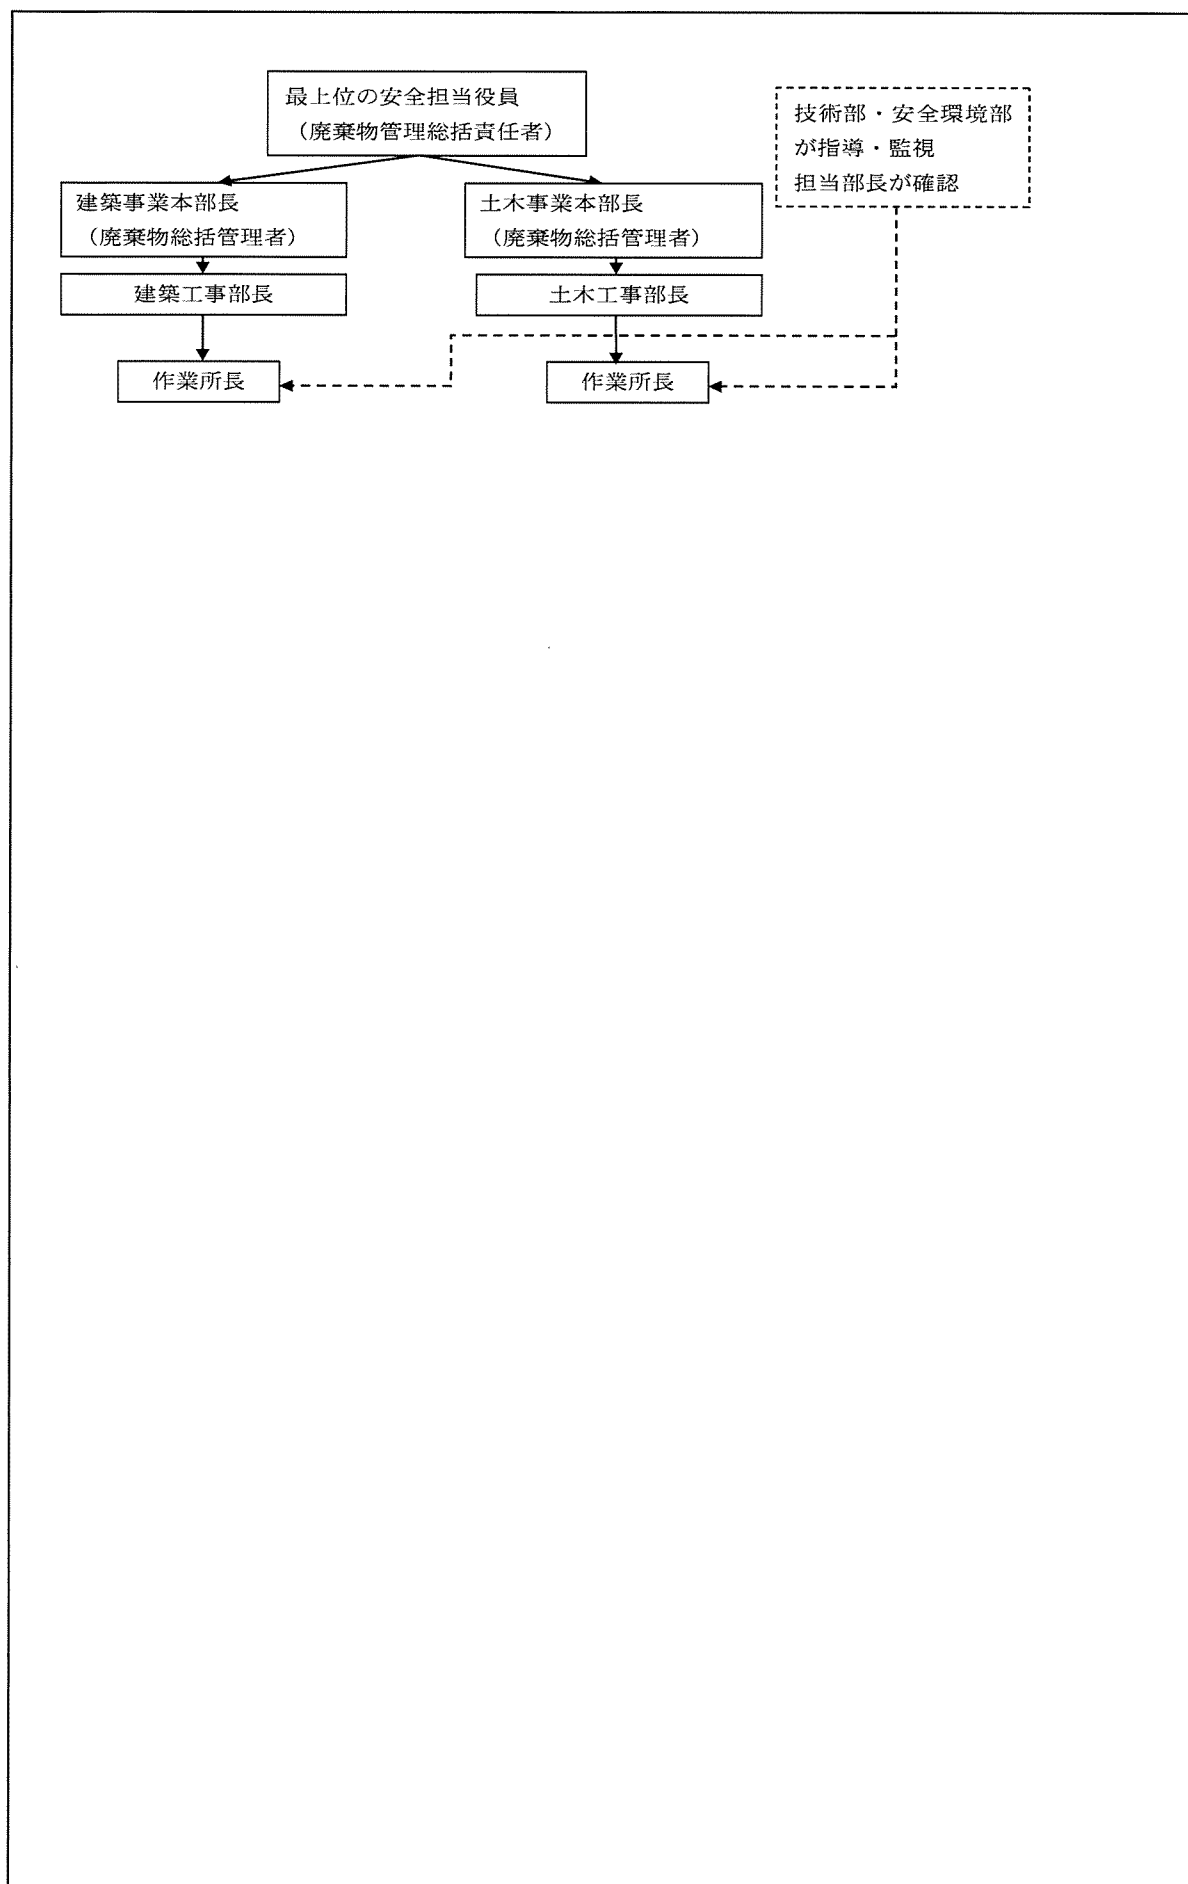 最上位の安全担当役員
（廃棄物管理総括責任者）
技術部・安全環境部
が指導・監視
担当部長が確認
建築事業本部長
（廃棄物総括管理者）
土木事業本部長
（廃棄物総括管理者）
建築工事部長
土木工事部長
作業所長
作業所長